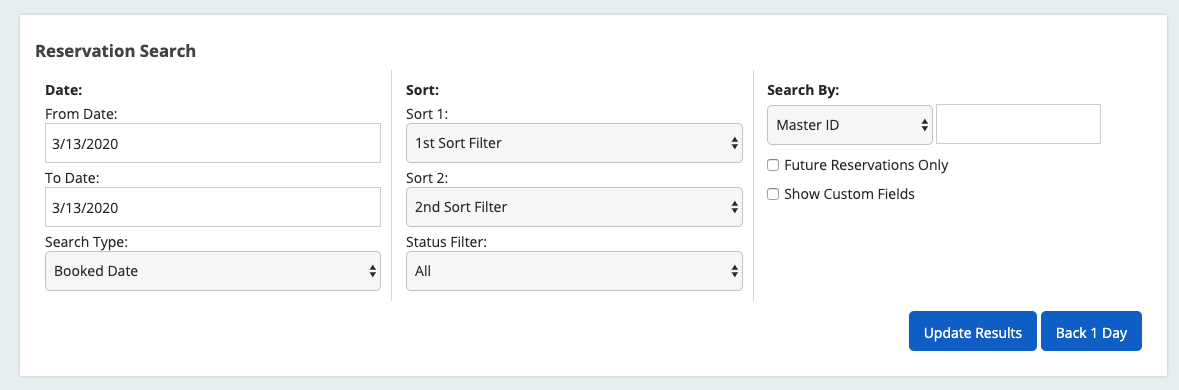 Reservation Search
Date:
From Date:
3/13/2020
To Date:
3/13/2020
Search Type:
Booked Date
Sort:
Sort 1:
1st Sort Filter
Sort 2:
2nd Sort Filter
Status Filter:
All
Search By:
Master ID
Future Reservations Only
Show Custom Fields
Update Results
Back 1 Day